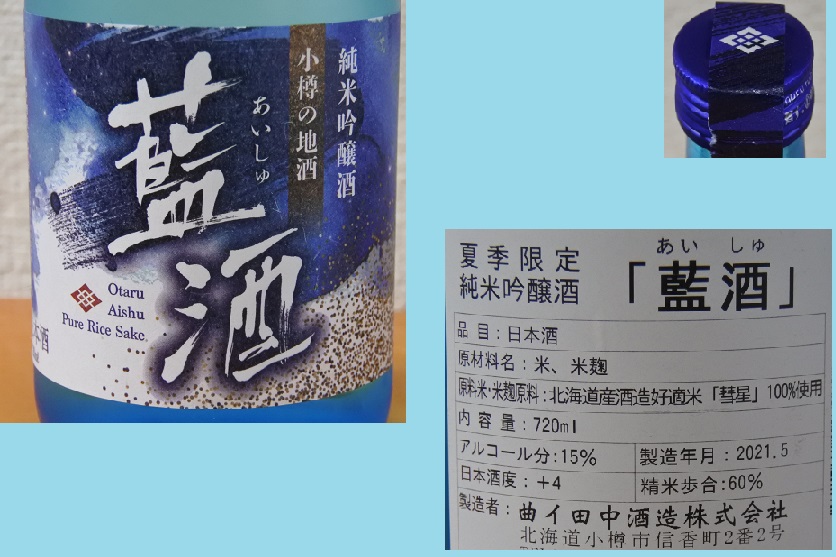 純米吟醸酒
小樽の地酒
あいしゅ
藍酒
Otaru
Aishu
Pure Rice Sake
本酒
あい しゅ
夏季限定
純米吟醸酒
「藍酒」
品目:日本酒
原材料名:米、米麹
原料米・米麹原料:北海道産酒造好適米「彗星」100%使用
内容量:720ml
アルコール分:15%
製造年月:2021.5
日本酒度:+4
精米歩合:60%
製造者:曲イ田中酒造株式会社
北海道小樽市信香町2番2号